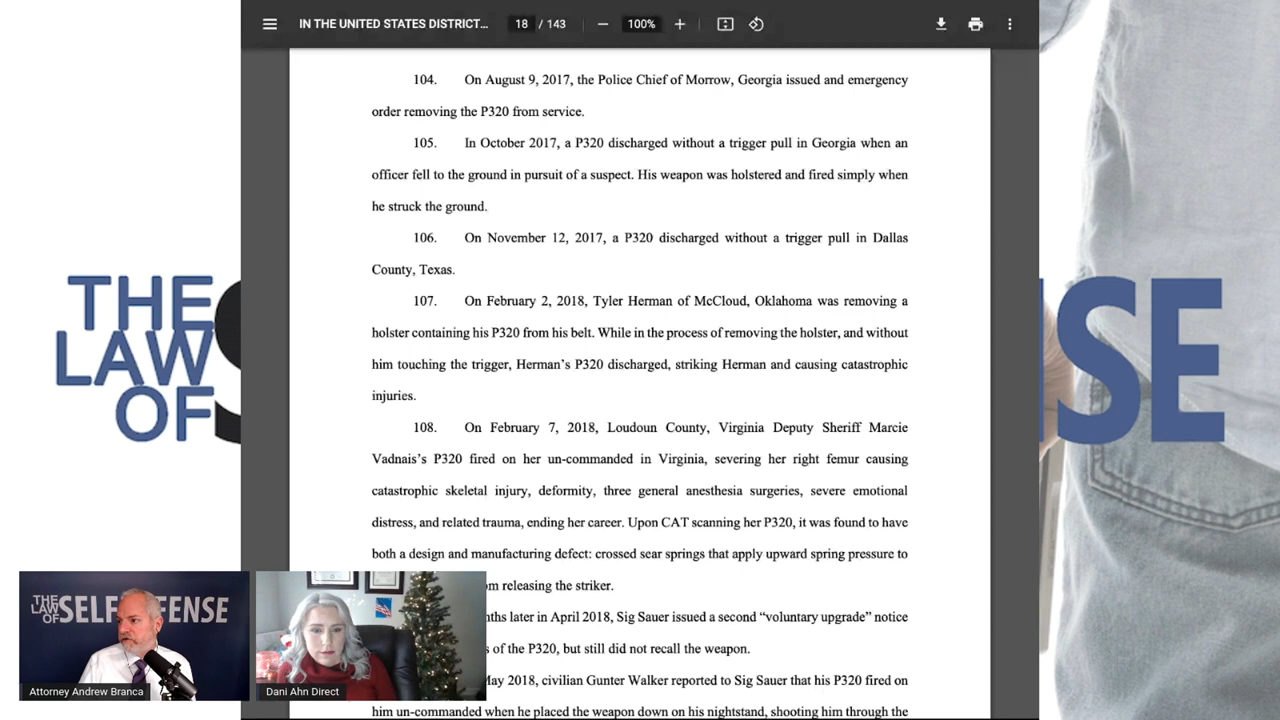 IN THE UNITED STATES DISTRICT...
18 / 143
100%
104. On August 9, 2017, the Police Chief of Morrow, Georgia issued and emergency
order removing the P320 from service.
105. In October 2017, a P320 discharged without a trigger pull in Georgia when an
officer fell to the ground in pursuit of a suspect. His weapon was holstered and fired simply when
he struck the ground.
106. On November 12, 2017, a P320 discharged without a trigger pull in Dallas
County, Texas.
107. On February 2, 2018, Tyler Herman of McCloud, Oklahoma was removing a
holster containing his P320 from his belt. While in the process of removing the holster, and without
him touching the trigger, Herman’s P320 discharged, striking Herman and causing catastrophic
injuries.
108. On February 7, 2018, Loudoun County, Virginia Deputy Sheriff Marcie
Vadnais’s P320 fired on her un-commanded in Virginia, severing her right femur causing
catastrophic skeletal injury, deformity, three general anesthesia surgeries, severe emotional
distress, and related trauma, ending her career. Upon CAT scanning her P320, it was found to have
both a design and manufacturing defect: crossed sear springs that apply upward spring pressure to
om releasing the striker.
nths later in April 2018, Sig Sauer issued a second “voluntary upgrade” notice
s of the P320, but still did not recall the weapon.
May 2018, civilian Gunter Walker reported to Sig Sauer that his P320 fired on
him un-commanded when he placed the weapon down on his nightstand, shooting him through the
THE
LAW
OF
S
NSE
THE
LAW
OF
SELF DEFENSE
Attorney Andrew Branca
Dani Ahn Direct